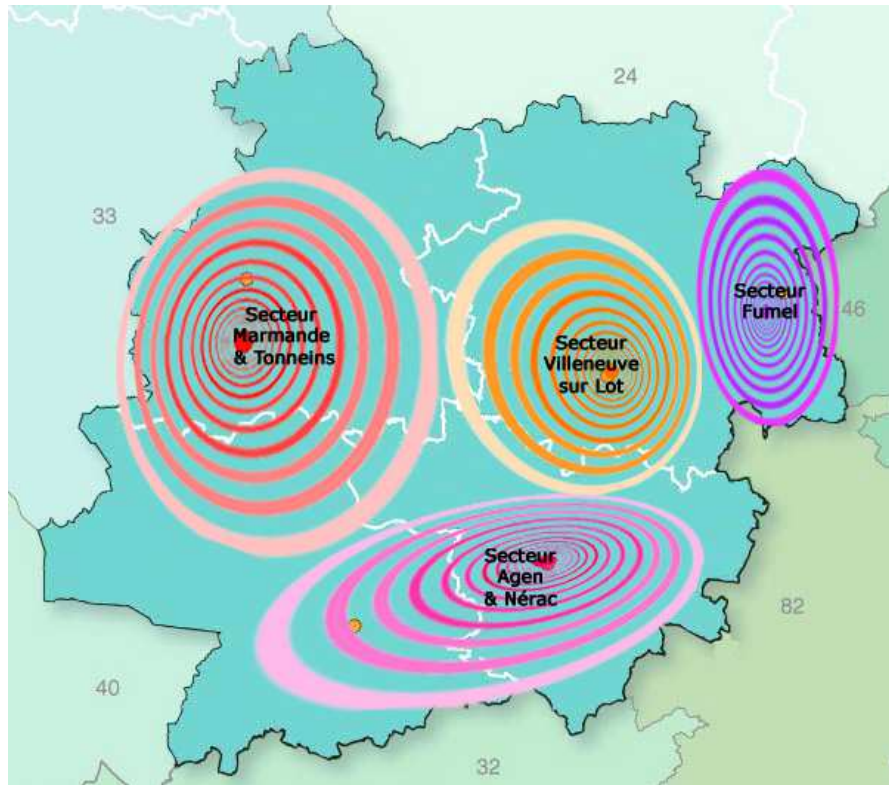 24
33
Secteur
Marmande
& Tonneins
Secteur
Villeneuve
sur Lot
Secteur
Fumel
46
Secteur
Agen
& Nérac
82
40
32